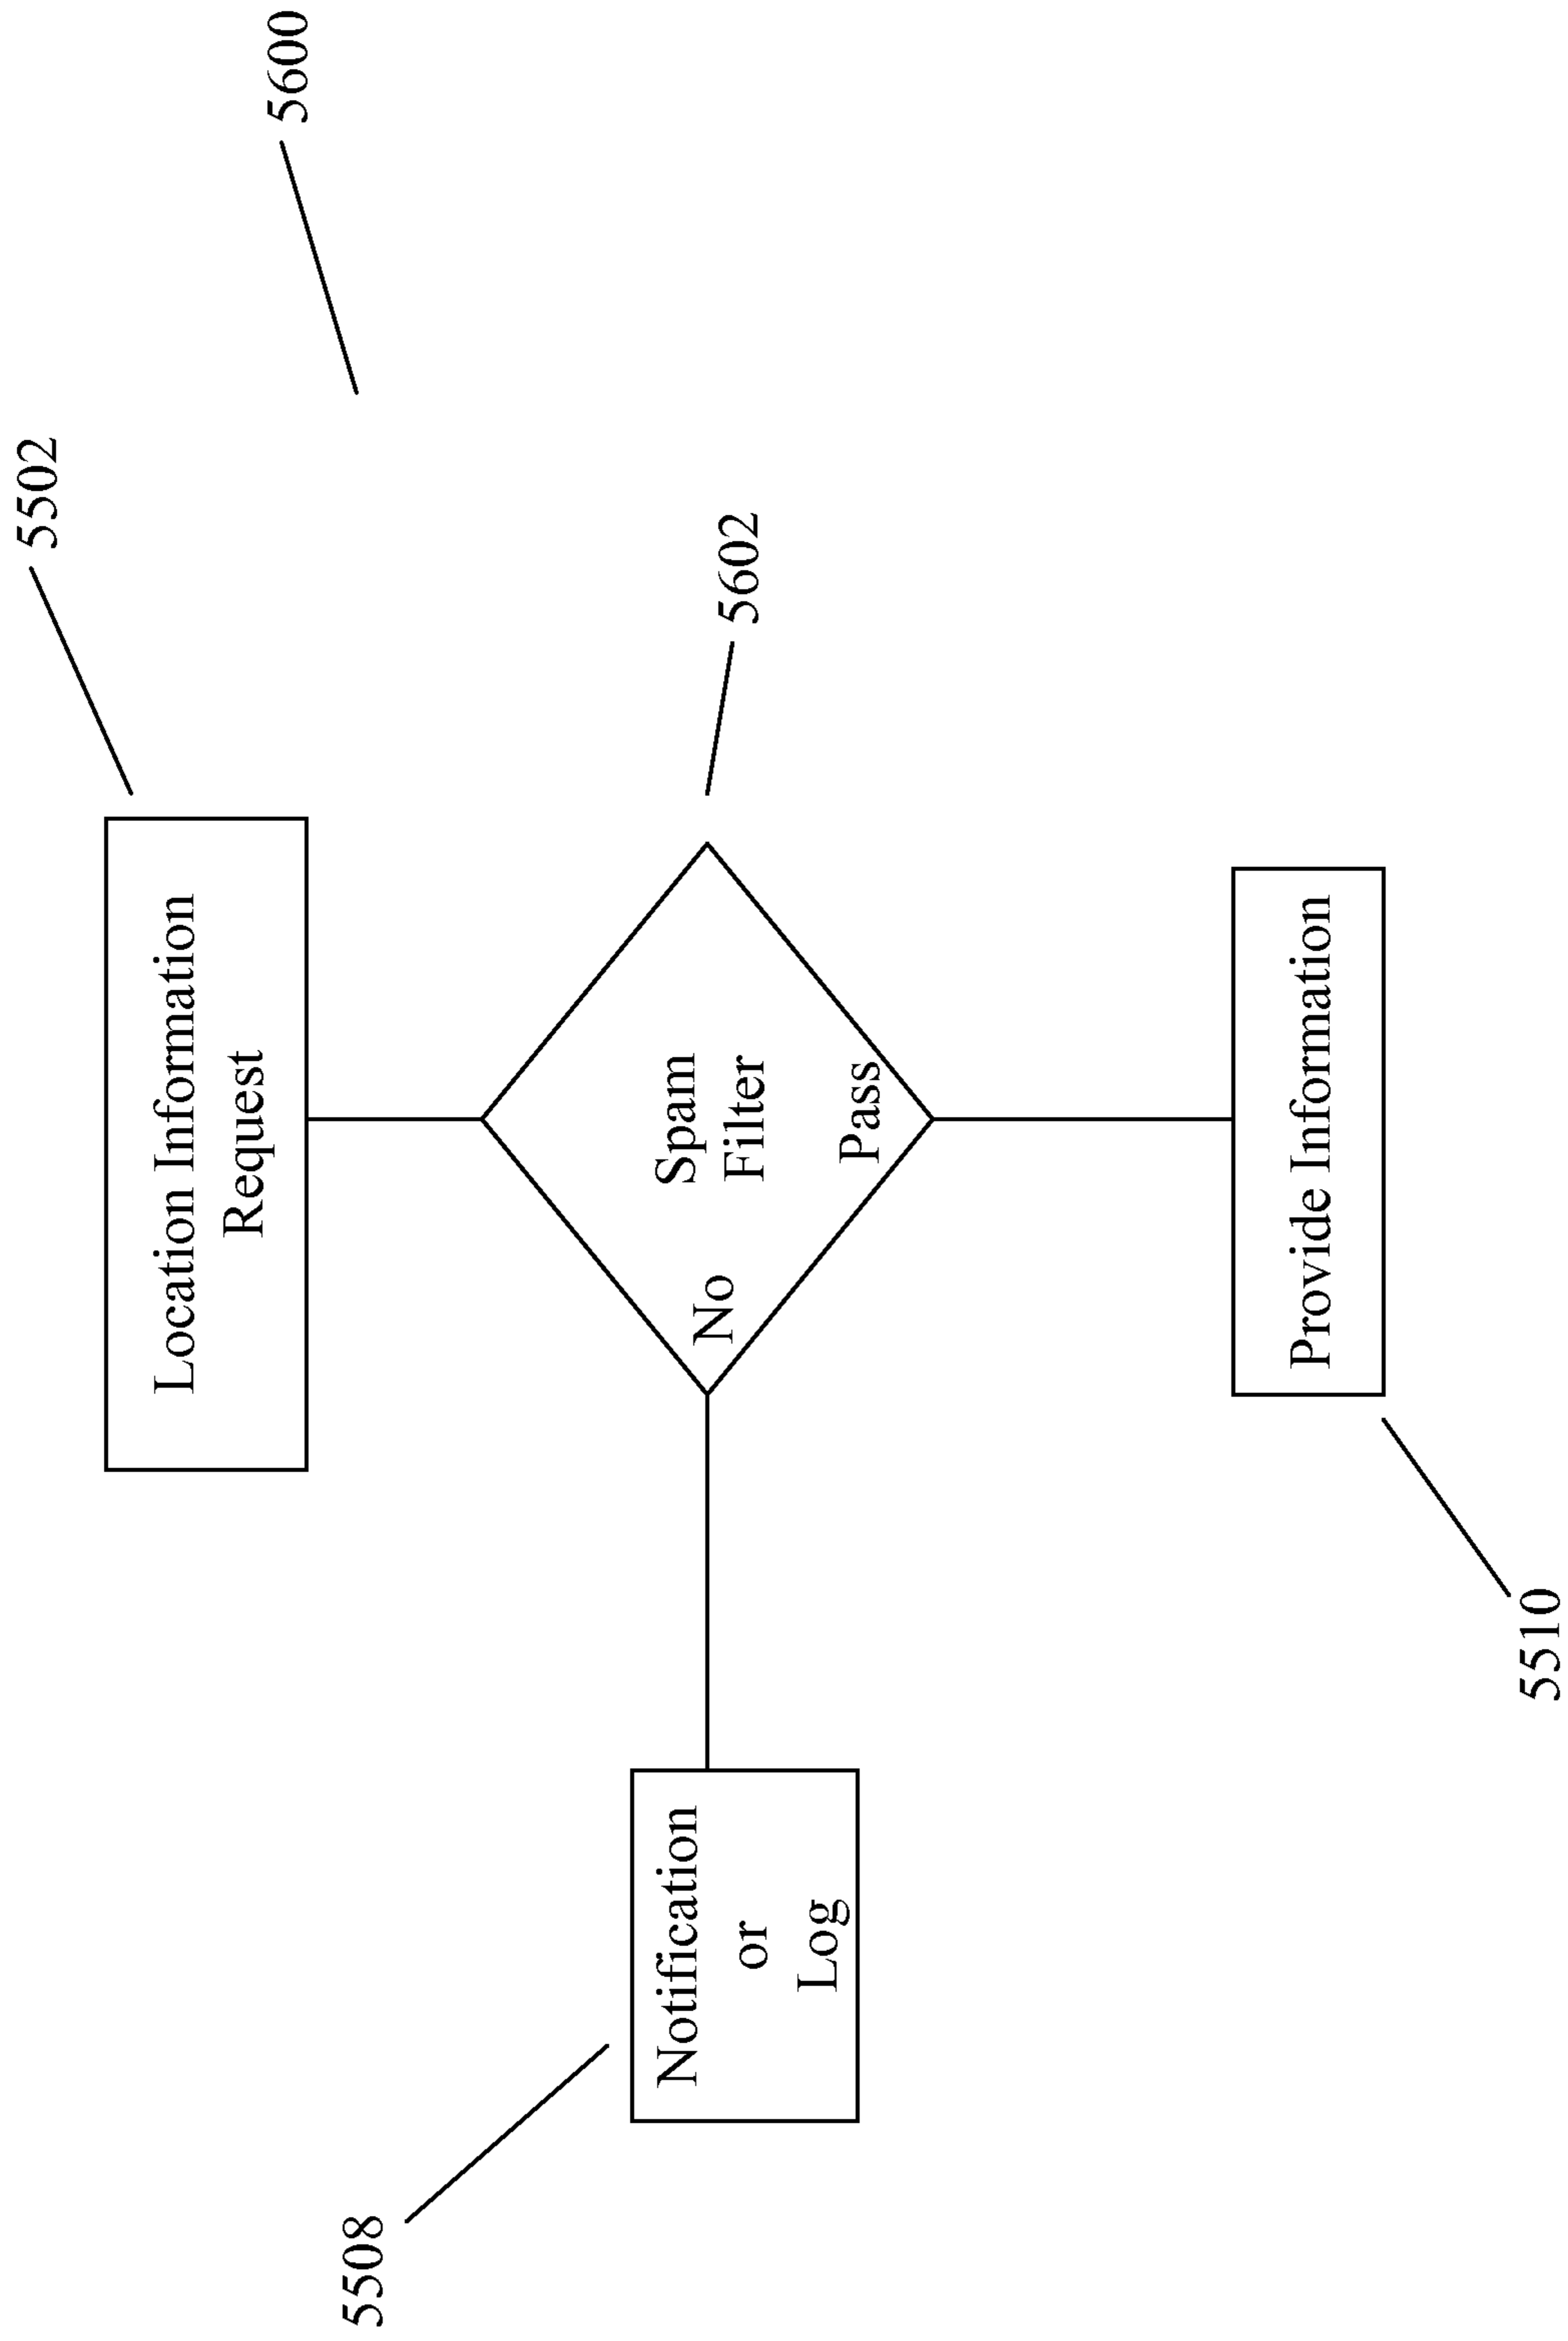 5502
5600
Location Information
Request
5602
Spam
Filter
No
Pass
5508
Notification
or
Log
Provide Information
5510